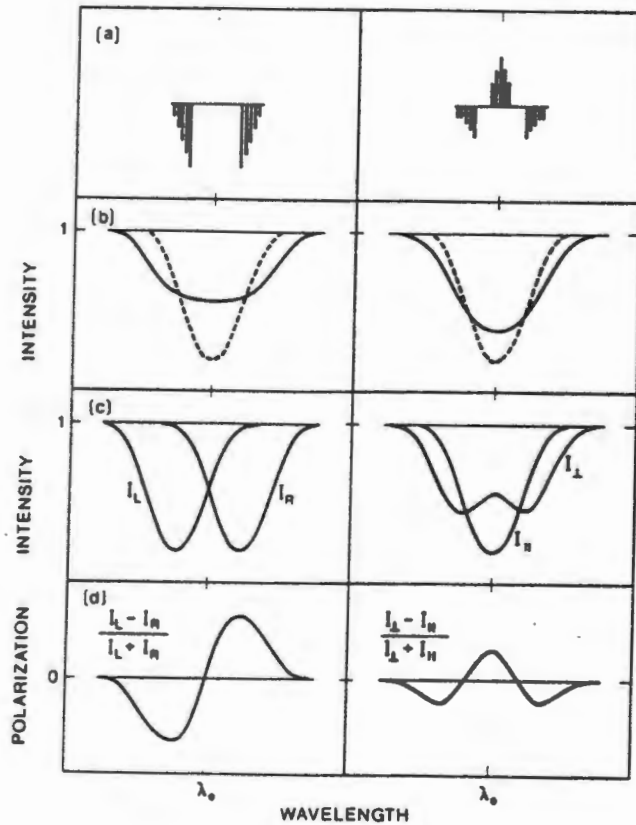 (a)
(b)
1
INTENSITY
(c)
1
I_L
I_R
I_⊥
I_∥
INTENSITY
(d)
I_L - I_R
I_L + I_R
I_⊥ - I_∥
I_⊥ + I_∥
0
POLARIZATION
λ₀
λ₀
WAVELENGTH